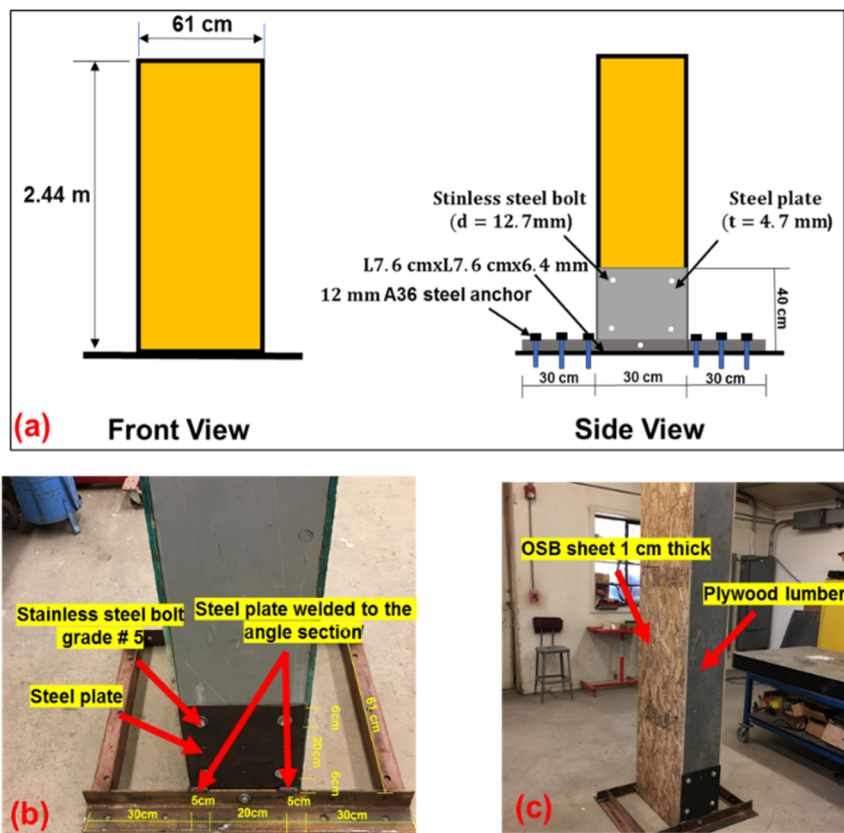 61 cm
2.44 m
Stinless steel bolt
(d = 12.7mm)
Steel plate
(t = 4.7 mm)
L7.6 cmxL7.6 cmx6.4 mm
12 mm A36 steel anchor
40 cm
30 cm
30 cm
30 cm
(a)
Front View
Side View
Stainless steel bolt
grade # 5
Steel plate welded to the
angle section
Steel plate
61 cm
6cm
20cm
6cm
5cm
5cm
30cm
20cm
30cm
(b)
OSB sheet 1 cm thick
Plywood lumber
(c)